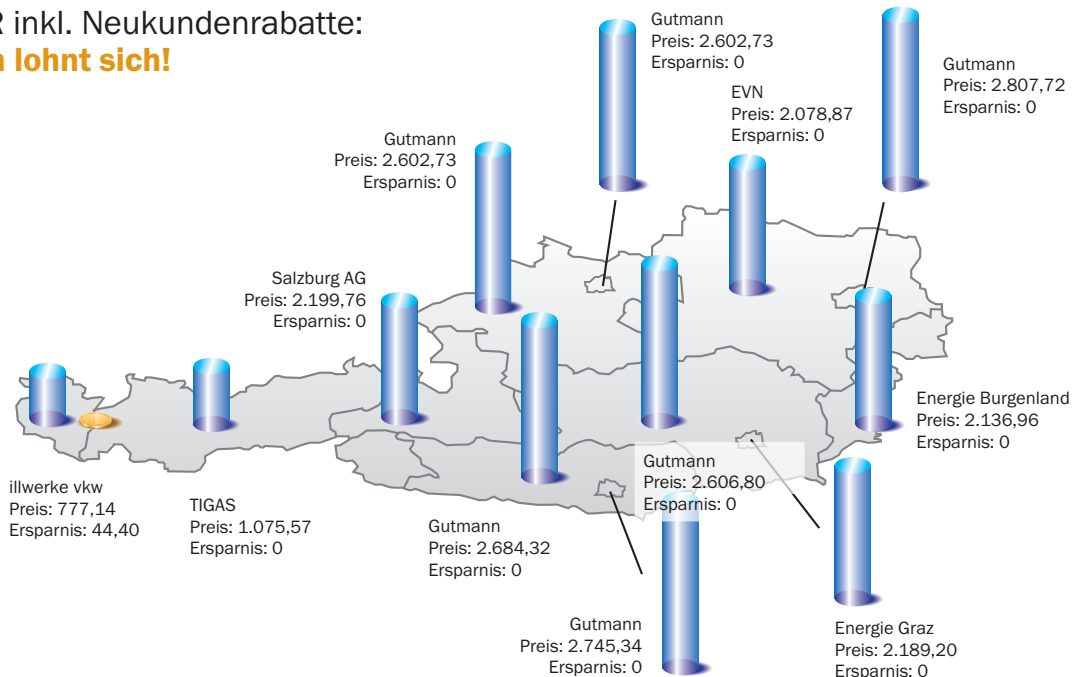 R inkl. Neukundenrabatte:
lohnt sich!
Gutmann
Preis: 2.602,73
Ersparnis: 0
Gutmann
Preis: 2.807,72
Ersparnis: 0
EVN
Preis: 2.078,87
Ersparnis: 0
Gutmann
Preis: 2.602,73
Ersparnis: 0
Salzburg AG
Preis: 2.199,76
Ersparnis: 0
Energie Burgenland
Preis: 2.136,96
Ersparnis: 0
Gutmann
Preis: 2.606,80
Ersparnis: 0
illwerke vkw
Preis: 777,14
Ersparnis: 44,40
TIGAS
Preis: 1.075,57
Ersparnis: 0
Gutmann
Preis: 2.684,32
Ersparnis: 0
Gutmann
Preis: 2.745,34
Ersparnis: 0
Energie Graz
Preis: 2.189,20
Ersparnis: 0